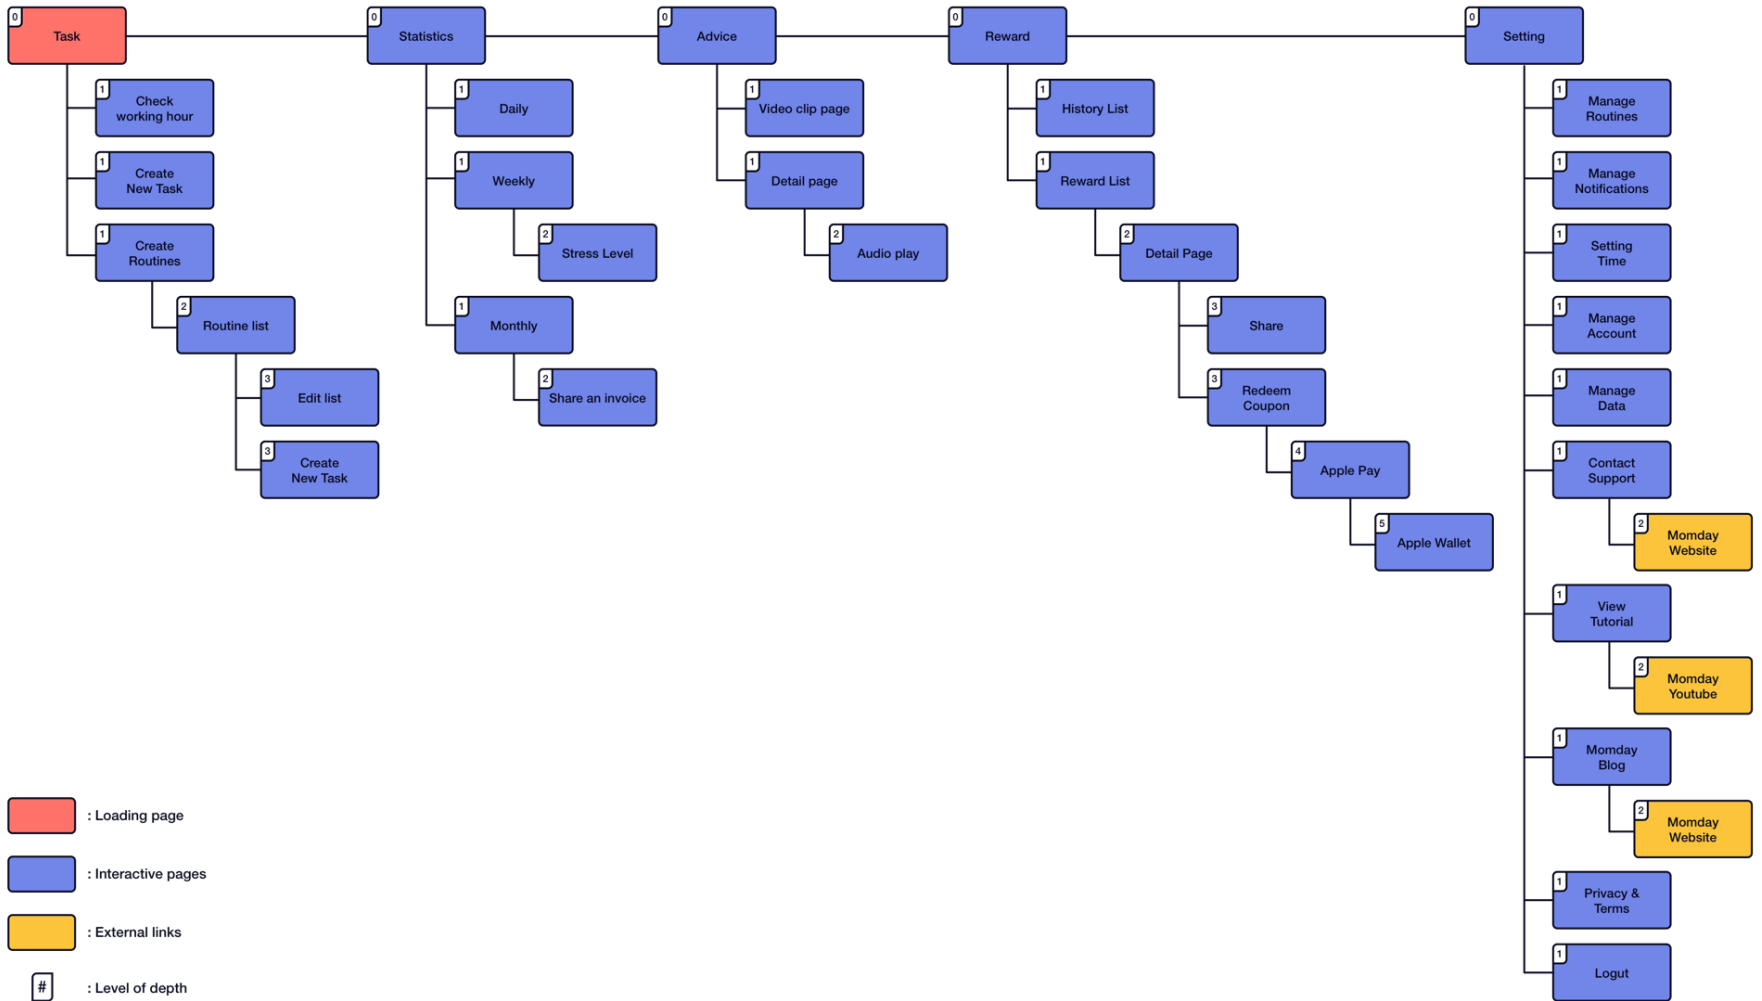 0
Task
0
Statistics
0
Advice
0
Reward
0
Setting
1
Check
working hour
1
Create
New Task
1
Create
Routines
2
Routine list
3
Edit list
3
Create
New Task
1
Daily
1
Weekly
2
Stress Level
1
Monthly
2
Share an invoice
1
Video clip page
1
Detail page
2
Audio play
1
History List
1
Reward List
2
Detail Page
3
Share
3
Redeem
Coupon
4
Apple Pay
5
Apple Wallet
1
Manage
Routines
1
Manage
Notifications
1
Setting
Time
1
Manage
Account
1
Manage
Data
1
Contact
Support
2
Momday
Website
1
View
Tutorial
2
Momday
Youtube
1
Momday
Blog
2
Momday
Website
1
Privacy &
Terms
1
Logut
: Loading page
: Interactive pages
: External links
# : Level of depth